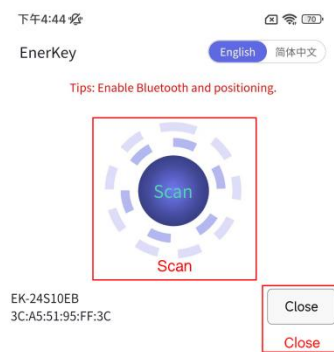 下午4:44
70
EnerKey
English 简体中文
Tips: Enable Bluetooth and positioning.
Scan
Scan
EK-24S10EB
3C:A5:51:95:FF:3C
Close
Close